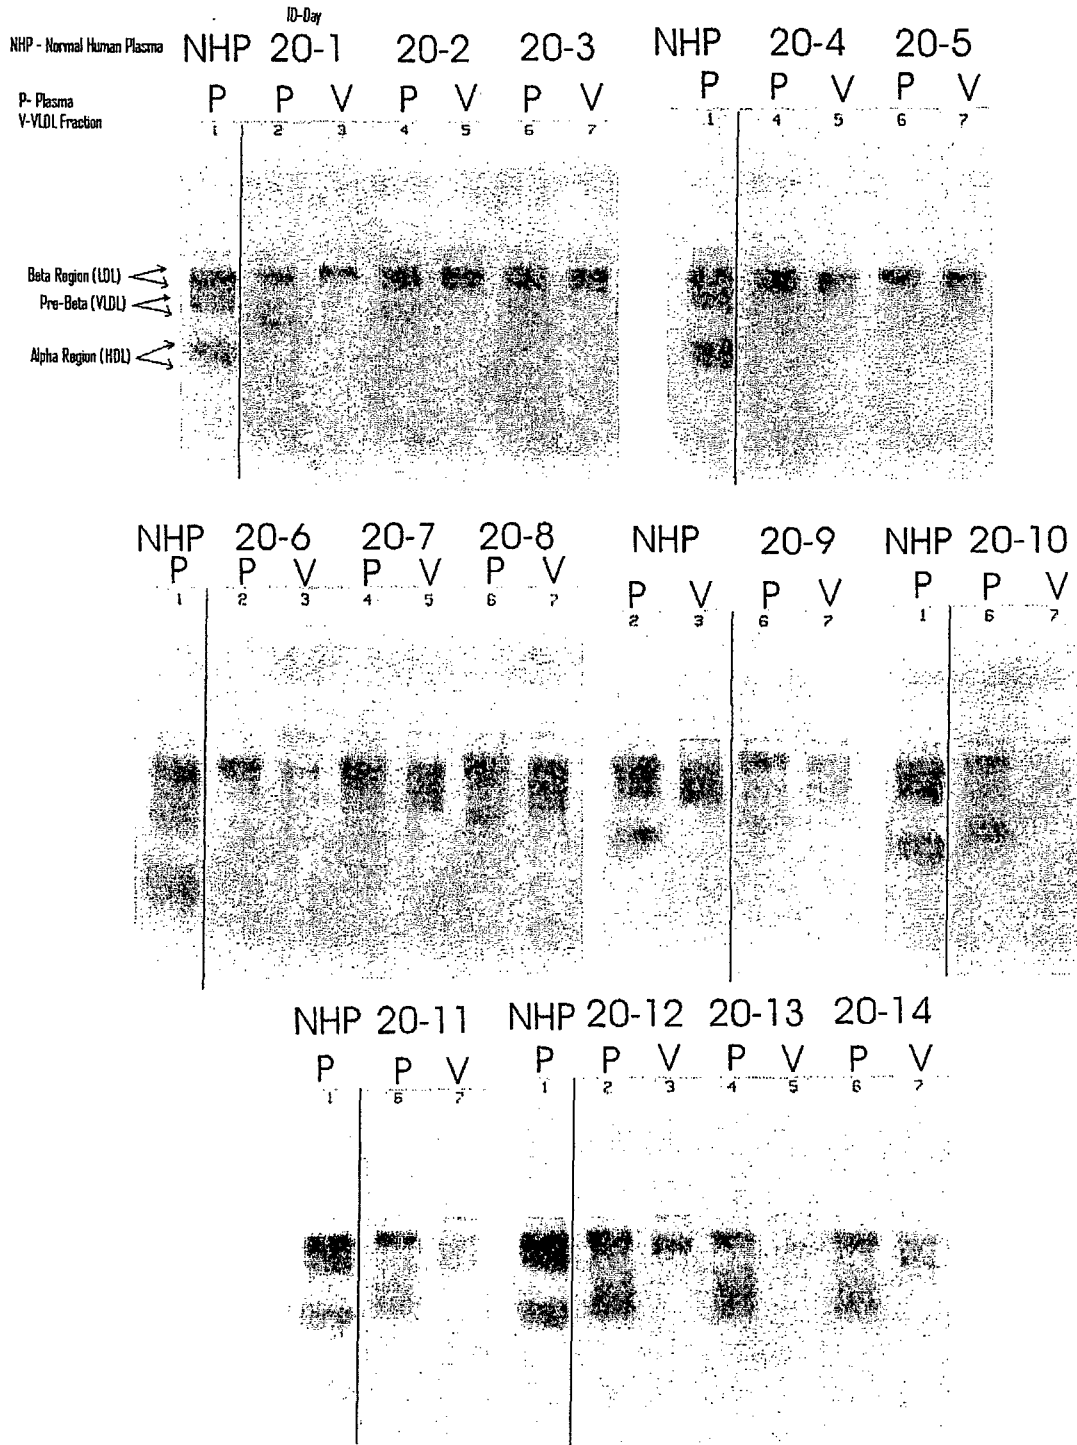 ID-Day
NHP - Normal Human Plasma
NHP 20-1 20-2 20-3
NHP 20-4 20-5
P- Plasma
V-VLDL Fraction
P P V P V P V
P P V P V
1 2 3 4 5 6 7
1 4 5 6 7
Beta Region (LDL)
Pre-Beta (VLDL)
Alpha Region (HDL)
NHP 20-6 20-7 20-8
NHP 20-9
NHP 20-10
P P V P V P V
P V P V
P P V
1 2 3 4 5 6 7
2 3 6 7
1 6 7
NHP 20-11
NHP 20-12 20-13 20-14
P P V
P P V P V P V
1 6 7
1 2 3 4 5 6 7